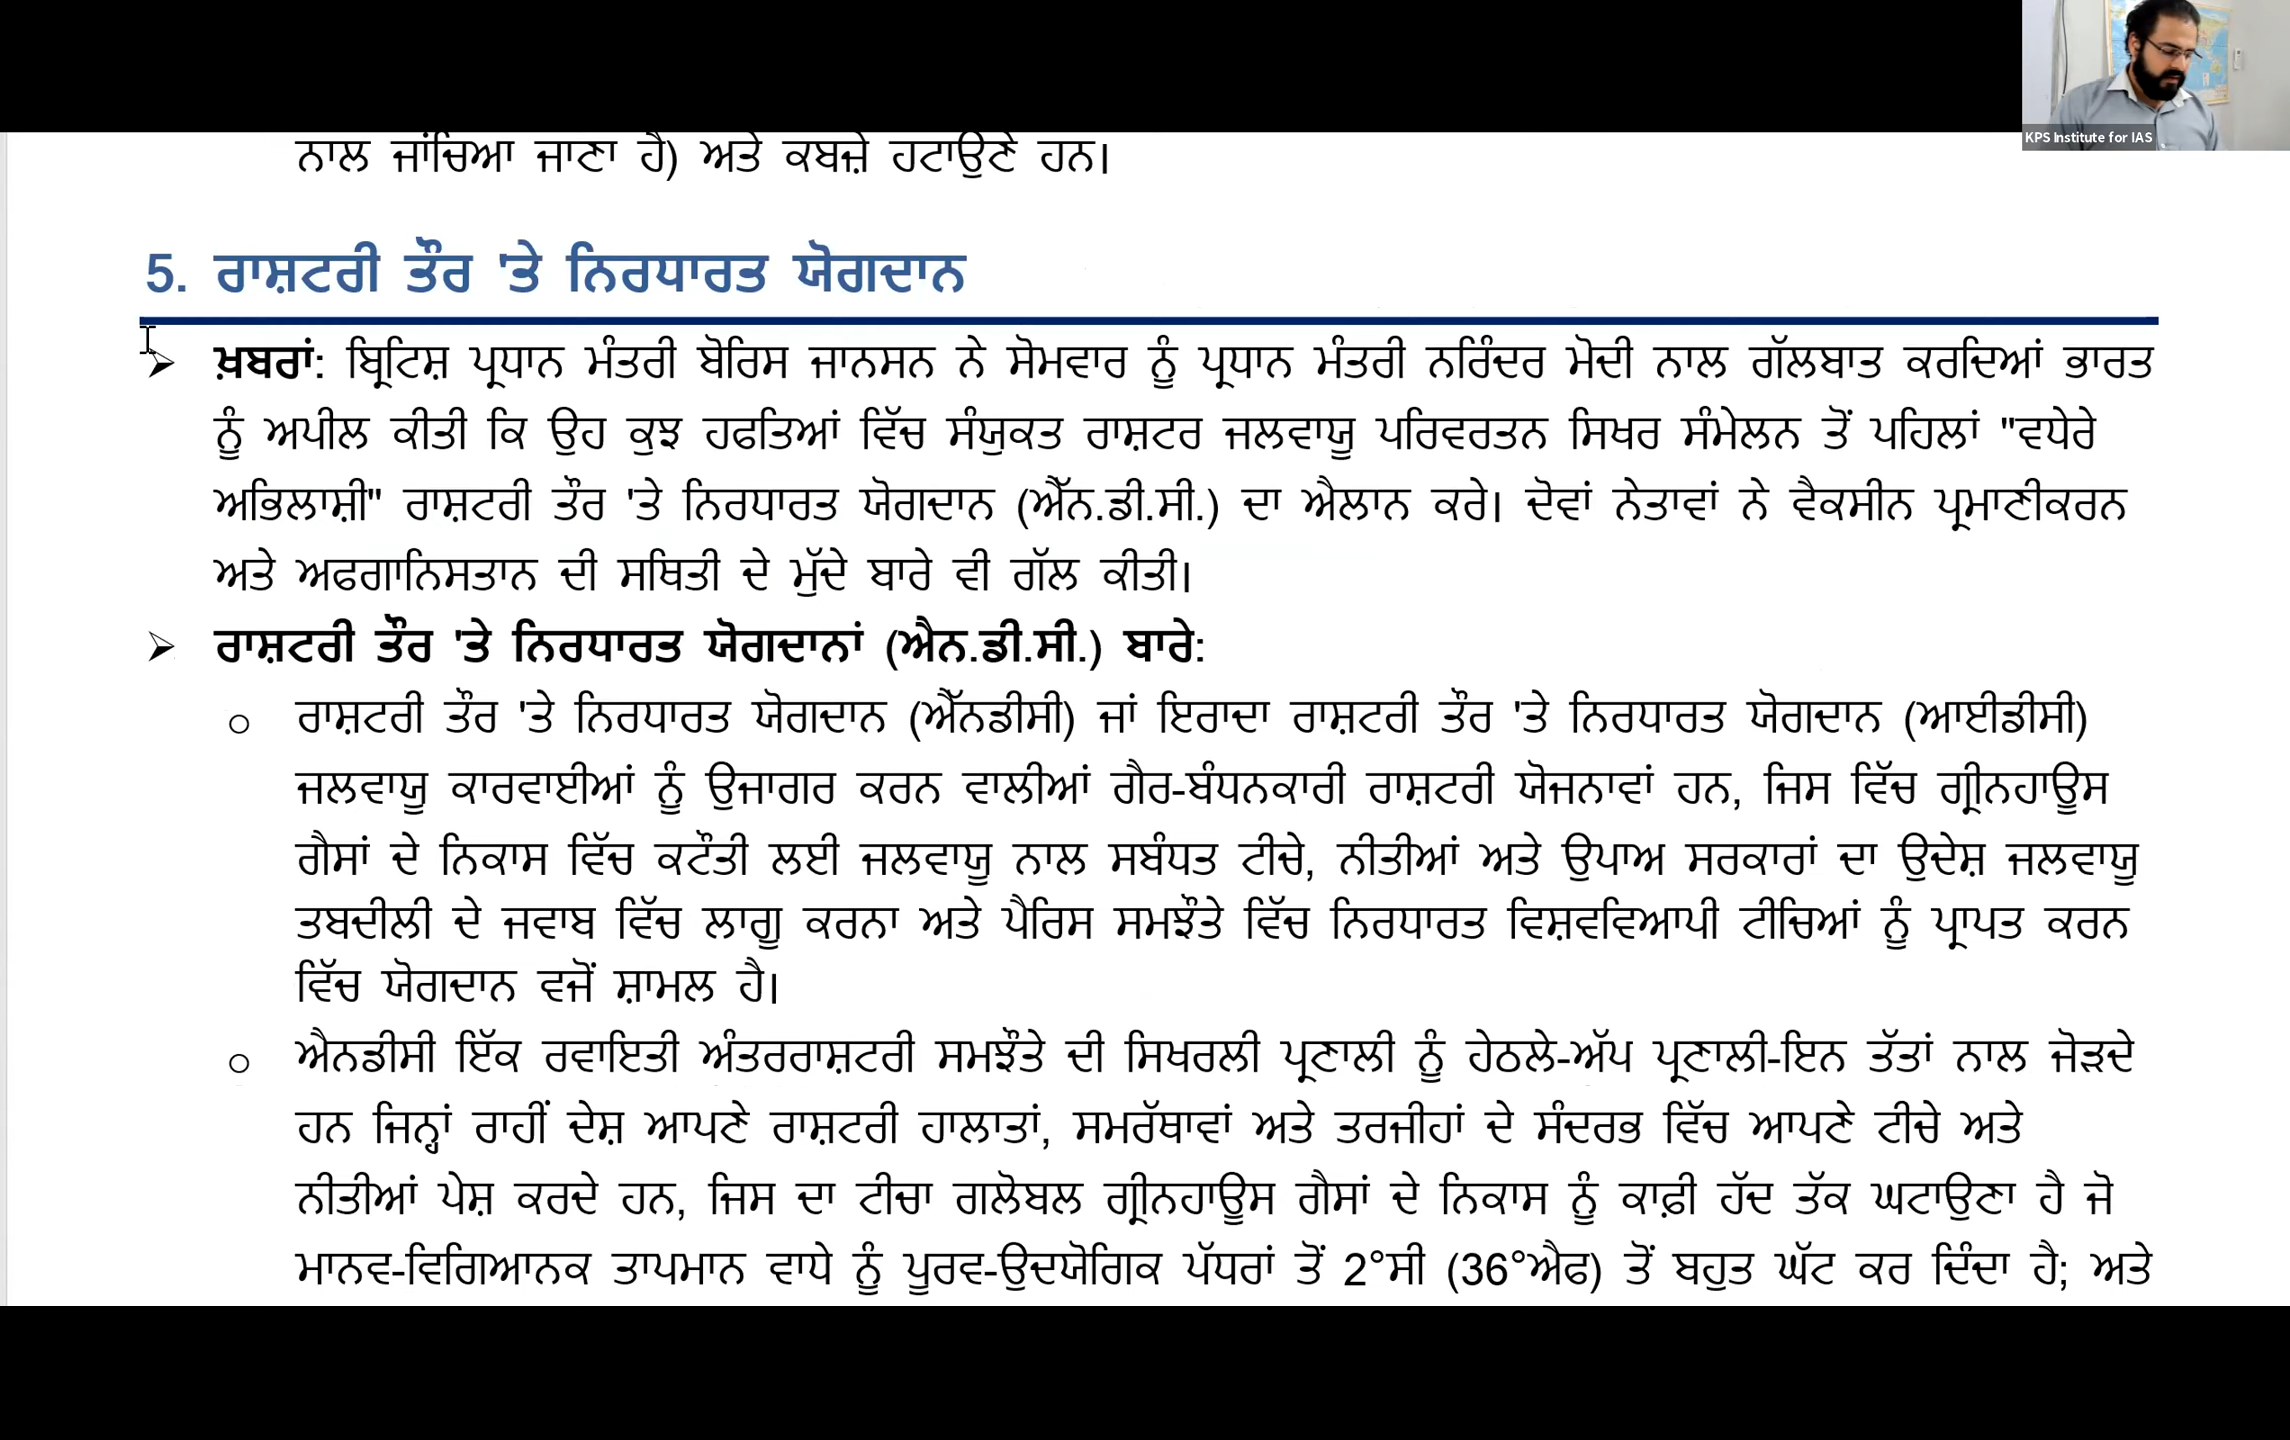 KPS Institute for IAS
ਨਾਲ ਜਾਂਚਿਆ ਜਾਣਾ ਹੈ) ਅਤੇ ਕਬਜ਼ੇ ਹਟਾਉਣੇ ਹਨ।
5. ਰਾਸ਼ਟਰੀ ਤੌਰ 'ਤੇ ਨਿਰਧਾਰਤ ਯੋਗਦਾਨ
➢ ਖ਼ਬਰਾਂ: ਬ੍ਰਿਟਿਸ਼ ਪ੍ਰਧਾਨ ਮੰਤਰੀ ਬੋਰਿਸ ਜਾਨਸਨ ਨੇ ਸੋਮਵਾਰ ਨੂੰ ਪ੍ਰਧਾਨ ਮੰਤਰੀ ਨਰਿੰਦਰ ਮੋਦੀ ਨਾਲ ਗੱਲਬਾਤ ਕਰਦਿਆਂ ਭਾਰਤ
ਨੂੰ ਅਪੀਲ ਕੀਤੀ ਕਿ ਉਹ ਕੁਝ ਹਫਤਿਆਂ ਵਿੱਚ ਸੰਯੁਕਤ ਰਾਸ਼ਟਰ ਜਲਵਾਯੂ ਪਰਿਵਰਤਨ ਸਿਖਰ ਸੰਮੇਲਨ ਤੋਂ ਪਹਿਲਾਂ "ਵਧੇਰੇ
ਅਭਿਲਾਸ਼ੀ" ਰਾਸ਼ਟਰੀ ਤੌਰ 'ਤੇ ਨਿਰਧਾਰਤ ਯੋਗਦਾਨ (ਐੱਨ.ਡੀ.ਸੀ.) ਦਾ ਐਲਾਨ ਕਰੇ। ਦੋਵਾਂ ਨੇਤਾਵਾਂ ਨੇ ਵੈਕਸੀਨ ਪ੍ਰਮਾਣੀਕਰਨ
ਅਤੇ ਅਫਗਾਨਿਸਤਾਨ ਦੀ ਸਥਿਤੀ ਦੇ ਮੁੱਦੇ ਬਾਰੇ ਵੀ ਗੱਲ ਕੀਤੀ।
➢ ਰਾਸ਼ਟਰੀ ਤੌਰ 'ਤੇ ਨਿਰਧਾਰਤ ਯੋਗਦਾਨਾਂ (ਐਨ.ਡੀ.ਸੀ.) ਬਾਰੇ:
o ਰਾਸ਼ਟਰੀ ਤੌਰ 'ਤੇ ਨਿਰਧਾਰਤ ਯੋਗਦਾਨ (ਐੱਨਡੀਸੀ) ਜਾਂ ਇਰਾਦਾ ਰਾਸ਼ਟਰੀ ਤੌਰ 'ਤੇ ਨਿਰਧਾਰਤ ਯੋਗਦਾਨ (ਆਈਡੀਸੀ)
ਜਲਵਾਯੂ ਕਾਰਵਾਈਆਂ ਨੂੰ ਉਜਾਗਰ ਕਰਨ ਵਾਲੀਆਂ ਗੈਰ-ਬੰਧਨਕਾਰੀ ਰਾਸ਼ਟਰੀ ਯੋਜਨਾਵਾਂ ਹਨ, ਜਿਸ ਵਿੱਚ ਗ੍ਰੀਨਹਾਊਸ
ਗੈਸਾਂ ਦੇ ਨਿਕਾਸ ਵਿੱਚ ਕਟੌਤੀ ਲਈ ਜਲਵਾਯੂ ਨਾਲ ਸਬੰਧਤ ਟੀਚੇ, ਨੀਤੀਆਂ ਅਤੇ ਉਪਾਅ ਸਰਕਾਰਾਂ ਦਾ ਉਦੇਸ਼ ਜਲਵਾਯੂ
ਤਬਦੀਲੀ ਦੇ ਜਵਾਬ ਵਿੱਚ ਲਾਗੂ ਕਰਨਾ ਅਤੇ ਪੈਰਿਸ ਸਮਝੌਤੇ ਵਿੱਚ ਨਿਰਧਾਰਤ ਵਿਸ਼ਵਵਿਆਪੀ ਟੀਚਿਆਂ ਨੂੰ ਪ੍ਰਾਪਤ ਕਰਨ
ਵਿੱਚ ਯੋਗਦਾਨ ਵਜੋਂ ਸ਼ਾਮਲ ਹੈ।
o ਐਨਡੀਸੀ ਇੱਕ ਰਵਾਇਤੀ ਅੰਤਰਰਾਸ਼ਟਰੀ ਸਮਝੌਤੇ ਦੀ ਸਿਖਰਲੀ ਪ੍ਰਣਾਲੀ ਨੂੰ ਹੇਠਲੇ-ਅੱਪ ਪ੍ਰਣਾਲੀ-ਇਨ ਤੱਤਾਂ ਨਾਲ ਜੋੜਦੇ
ਹਨ ਜਿਨ੍ਹਾਂ ਰਾਹੀਂ ਦੇਸ਼ ਆਪਣੇ ਰਾਸ਼ਟਰੀ ਹਾਲਾਤਾਂ, ਸਮਰੱਥਾਵਾਂ ਅਤੇ ਤਰਜੀਹਾਂ ਦੇ ਸੰਦਰਭ ਵਿੱਚ ਆਪਣੇ ਟੀਚੇ ਅਤੇ
ਨੀਤੀਆਂ ਪੇਸ਼ ਕਰਦੇ ਹਨ, ਜਿਸ ਦਾ ਟੀਚਾ ਗਲੋਬਲ ਗ੍ਰੀਨਹਾਊਸ ਗੈਸਾਂ ਦੇ ਨਿਕਾਸ ਨੂੰ ਕਾਫ਼ੀ ਹੱਦ ਤੱਕ ਘਟਾਉਣਾ ਹੈ ਜੋ
ਮਾਨਵ-ਵਿਗਿਆਨਕ ਤਾਪਮਾਨ ਵਾਧੇ ਨੂੰ ਪੂਰਵ-ਉਦਯੋਗਿਕ ਪੱਧਰਾਂ ਤੋਂ 2°ਸੀ (36°ਐਫ) ਤੋਂ ਬਹੁਤ ਘੱਟ ਕਰ ਦਿੰਦਾ ਹੈ; ਅਤੇ